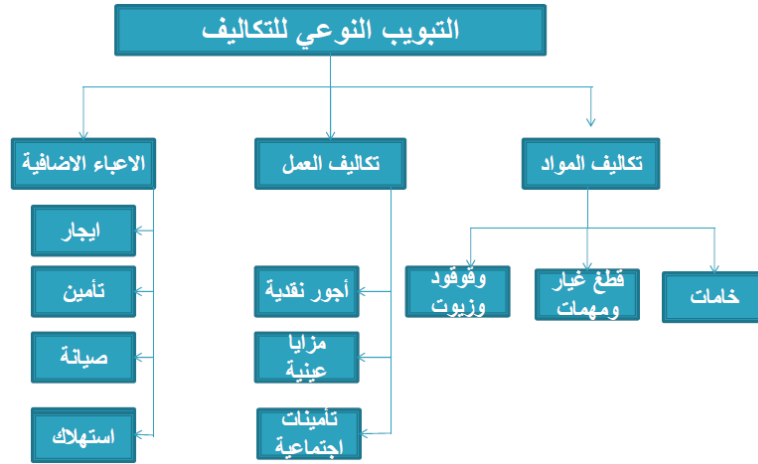 التبويب النوعي للتكاليف
تكاليف المواد
تكاليف العمل
الاعباء الاضافية
خامات
قطغ غيار
ومهمات
وقوقود
وزيوت
أجور نقدية
مزايا
عينية
تأمينات
اجتماعية
ايجار
تأمين
صيانة
استهلاك